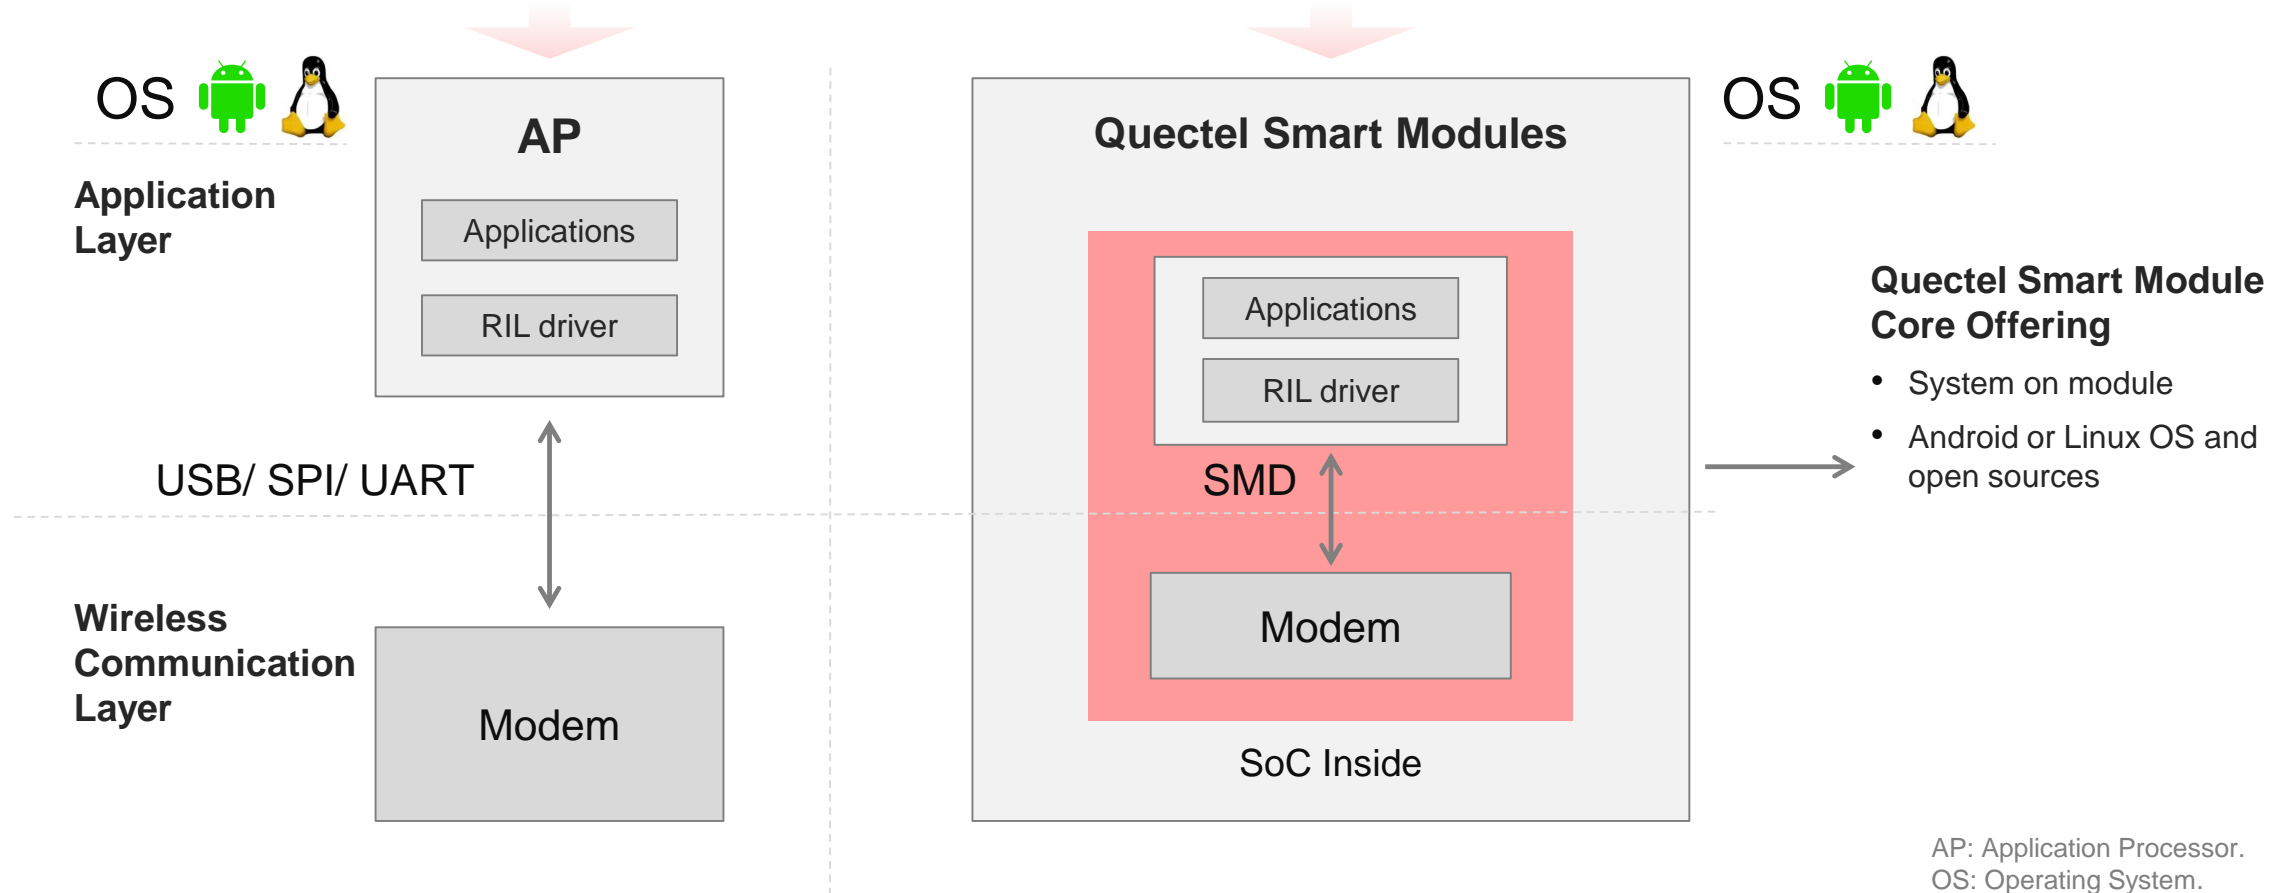 OS
Application
Layer
AP
Applications
RIL driver
USB/ SPI/ UART
Wireless
Communication
Layer
Modem
Quectel Smart Modules
Applications
RIL driver
SMD
Modem
SoC Inside
OS
Quectel Smart Module
Core Offering
• System on module
• Android or Linux OS and
open sources
AP: Application Processor.
OS: Operating System.